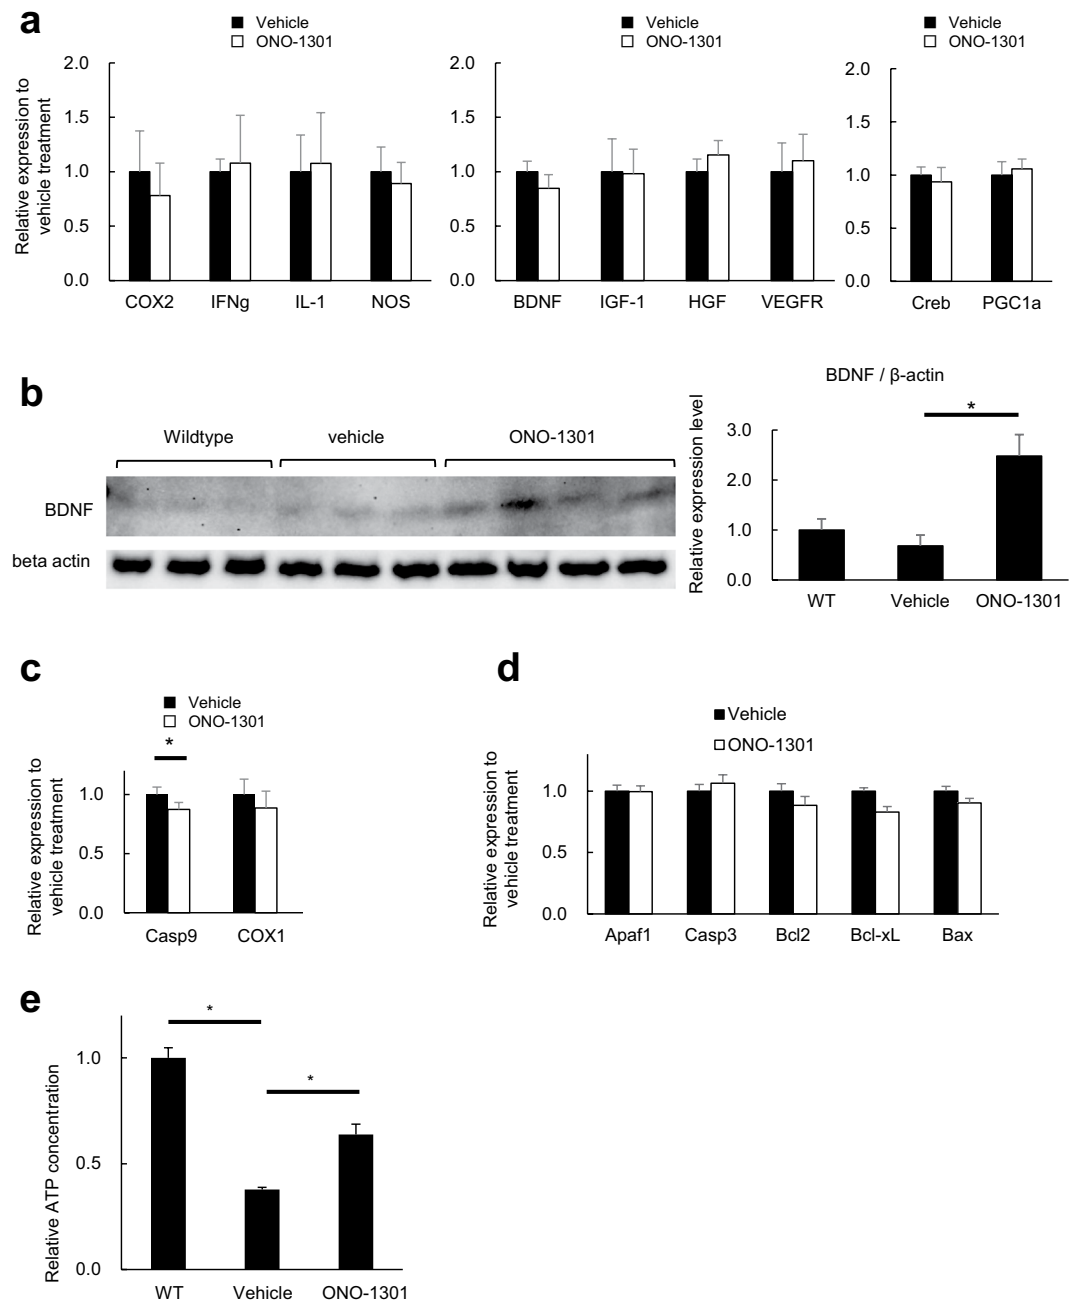 a
Vehicle
ONO-1301
Vehicle
ONO-1301
Vehicle
ONO-1301
Relative expression to
vehicle treatment
2.0
1.5
1.0
0.5
0.0
COX2 IFNg IL-1 NOS
2.0
1.5
1.0
0.5
0.0
BDNF IGF-1 HGF VEGFR
2.0
1.5
1.0
0.5
0.0
Creb PGC1a
b
Wildtype vehicle ONO-1301
BDNF
beta actin
BDNF / β-actin
*
Relative expression level
3.0
2.0
1.0
0.0
WT Vehicle ONO-1301
c
Vehicle
ONO-1301
*
Relative expression to
vehicle treatment
1.0
0.5
0.0
Casp9 COX1
d
Vehicle
ONO-1301
Relative expression to
vehicle treatment
1.0
0.5
0.0
Apaf1 Casp3 Bcl2 Bcl-xL Bax
e
*
*
Relative ATP concentration
1.0
0.5
0.0
WT Vehicle ONO-1301